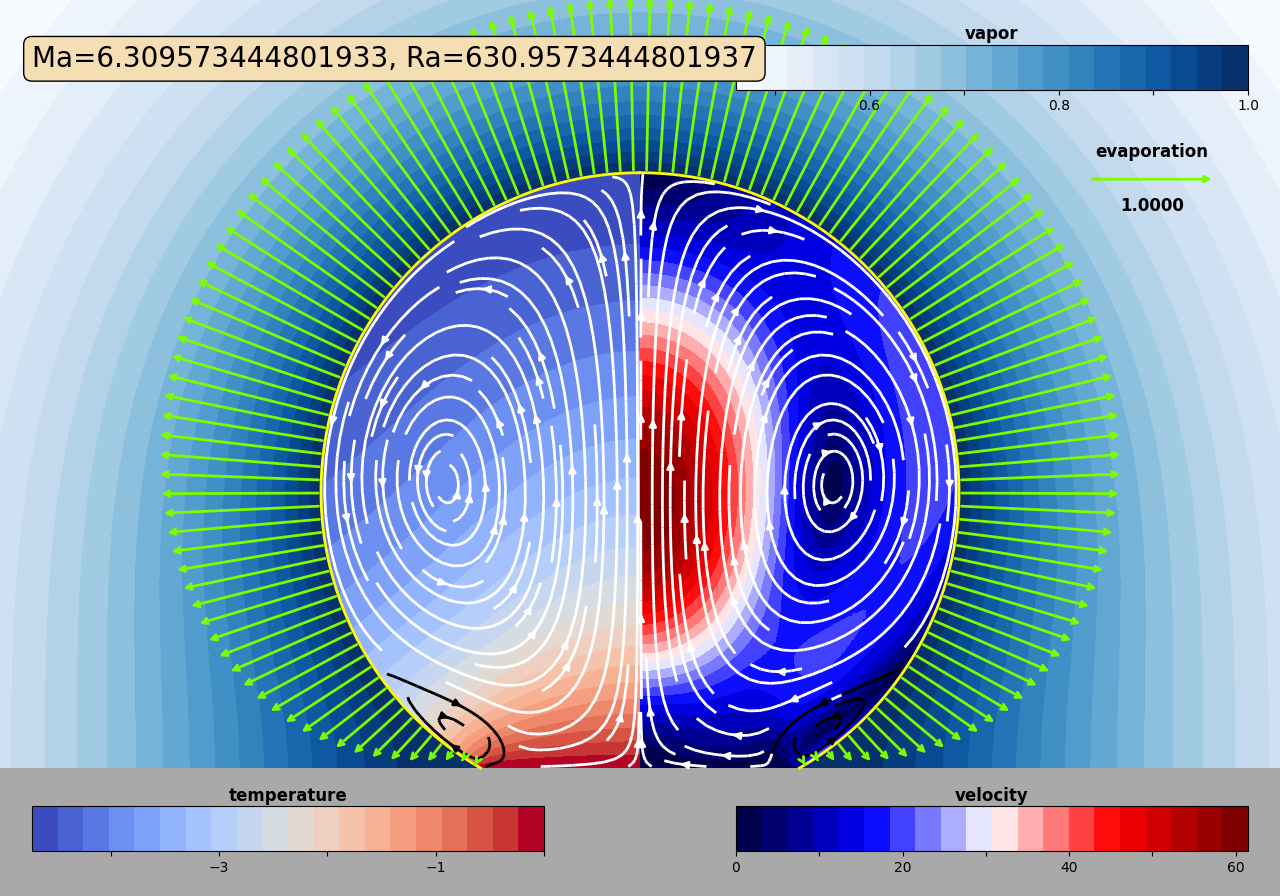 Ma=6.309573444801933, Ra=630.9573444801937
vapor
0.6 0.8 1.0
evaporation
1.0000
temperature
−3 −1
velocity
0 20 40 60